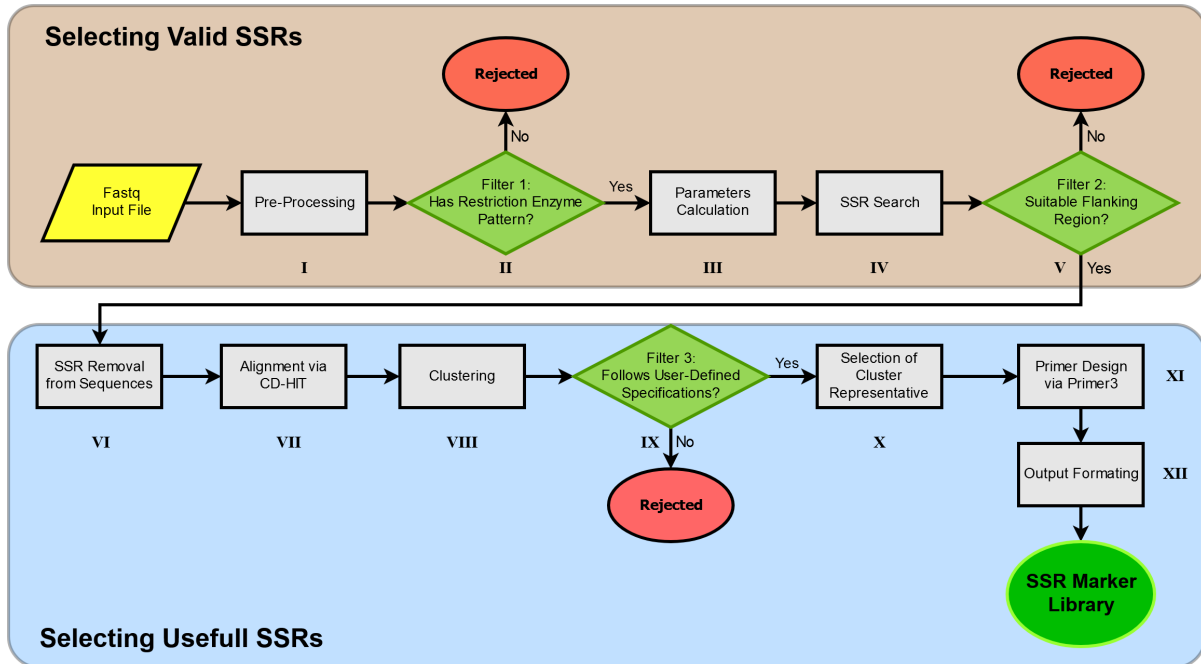 Selecting Valid SSRs
Rejected
Rejected
No
No
Fastq
Input File
Pre-Processing
Filter 1:
Has Restriction Enzyme
Pattern?
Yes
Parameters
Calculation
SSR Search
Filter 2:
Suitable Flanking
Region?
I
II
III
IV
V
Yes
SSR Removal
from Sequences
Alignment via
CD-HIT
Clustering
Filter 3:
Follows User-Defined
Specifications?
Yes
Selection of
Cluster
Representative
Primer Design
via Primer3
XI
VI
VII
VIII
IX
No
X
Output Formating
XII
Rejected
SSR Marker
Library
Selecting Usefull SSRs